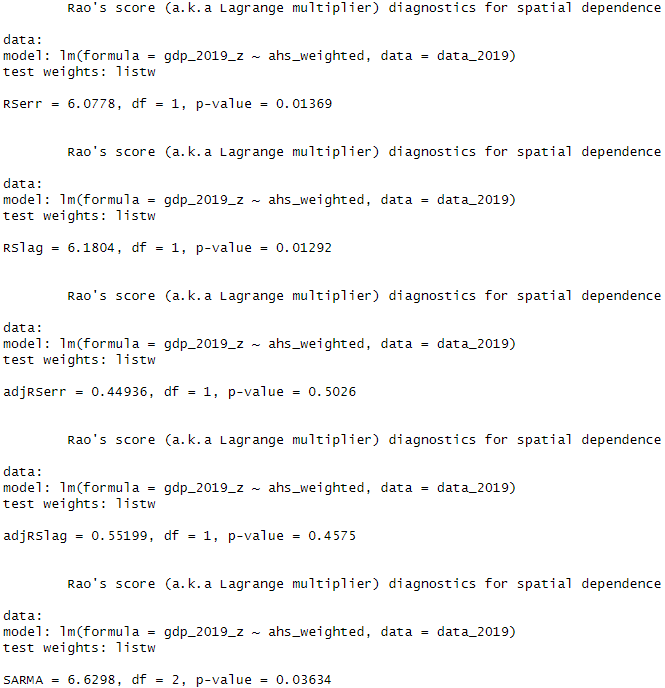 Rao's score (a.k.a Lagrange multiplier) diagnostics for spatial dependence
data:
model: lm(formula = gdp_2019_z ~ ahs_weighted, data = data_2019)
test weights: listw
RSerr = 6.0778, df = 1, p-value = 0.01369
Rao's score (a.k.a Lagrange multiplier) diagnostics for spatial dependence
data:
model: lm(formula = gdp_2019_z ~ ahs_weighted, data = data_2019)
test weights: listw
RSlag = 6.1804, df = 1, p-value = 0.01292
Rao's score (a.k.a Lagrange multiplier) diagnostics for spatial dependence
data:
model: lm(formula = gdp_2019_z ~ ahs_weighted, data = data_2019)
test weights: listw
adjRSerr = 0.44936, df = 1, p-value = 0.5026
Rao's score (a.k.a Lagrange multiplier) diagnostics for spatial dependence
data:
model: lm(formula = gdp_2019_z ~ ahs_weighted, data = data_2019)
test weights: listw
adjRSlag = 0.55199, df = 1, p-value = 0.4575
Rao's score (a.k.a Lagrange multiplier) diagnostics for spatial dependence
data:
model: lm(formula = gdp_2019_z ~ ahs_weighted, data = data_2019)
test weights: listw
SARMA = 6.6298, df = 2, p-value = 0.03634